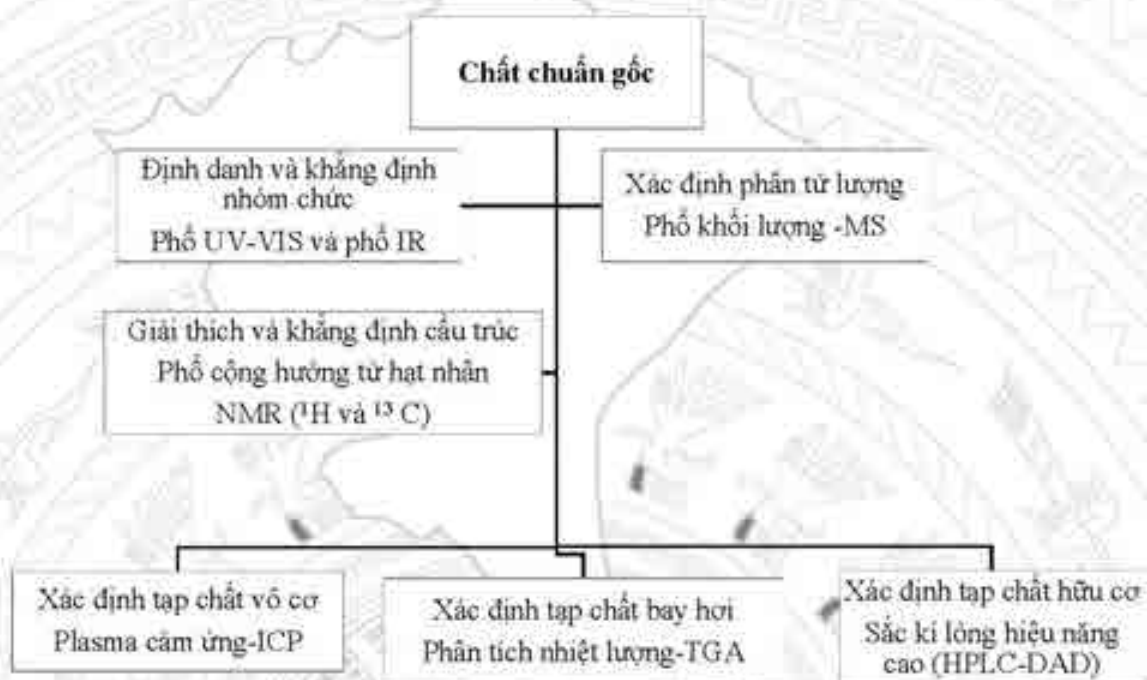 Chất chuẩn gốc
Định danh và khẳng định
nhóm chức
Phổ UV-VIS và phổ IR
Xác định phân tử lượng
Phổ khối lượng -MS
Giải thích và khẳng định cấu trúc
Phổ cộng hưởng từ hạt nhân
NMR (¹H và ¹³ C)
Xác định tạp chất vô cơ
Plasma cảm ứng-ICP
Xác định tạp chất bay hơi
Phân tích nhiệt lượng-TGA
Xác định tạp chất hữu cơ
Sắc kí lỏng hiệu năng
cao (HPLC-DAD)